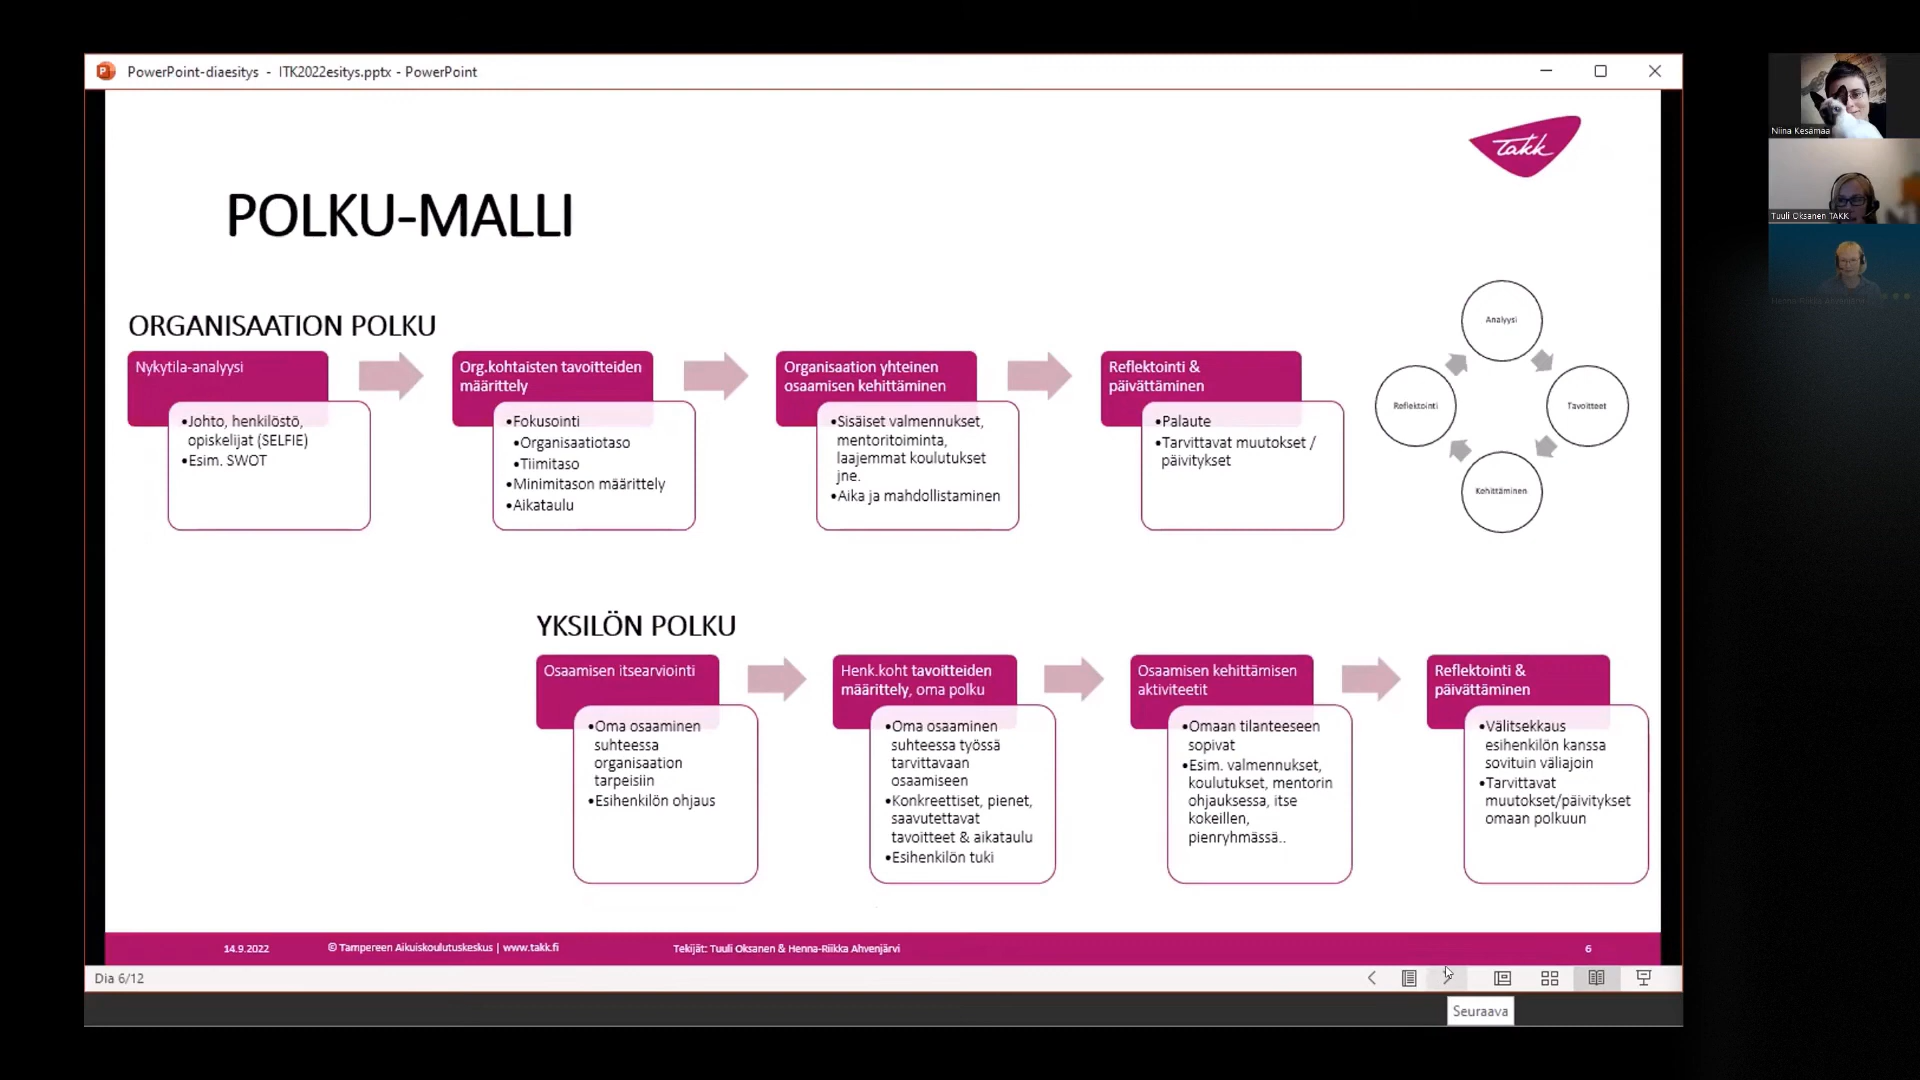 PowerPoint-diaesitys - ITK2022esitys.pptx - PowerPoint
takk
POLKU-MALLI
ORGANISAATION POLKU
Nykytila-analyysi
•Johto, henkilöstö,
opiskelijat (SELFIE)
•Esim. SWOT
Org.kohtaisten tavoitteiden
määrittely
•Fokusointi
•Organisaatiotaso
•Tiimitaso
•Minimitason määrittely
•Aikataulu
Organisaation yhteinen
osaamisen kehittäminen
•Sisäiset valmennukset,
mentoritoiminta,
laajemmat koulutukset
jne.
•Aika ja mahdollistaminen
Reflektointi &
päivättäminen
•Palaute
•Tarvittavat muutokset /
päivitykset
Analyysi
Tavoitteet
Kehittäminen
Reflektointi
YKSILÖN POLKU
Osaamisen itsearviointi
•Oma osaaminen
suhteessa
organisaation
tarpeisiin
•Esihenkilön ohjaus
Henk.koht tavoitteiden
määrittely, oma polku
•Oma osaaminen
suhteessa työssä
tarvittavaan
osaamiseen
•Konkreettiset, pienet,
saavutettavat
tavoitteet & aikataulu
•Esihenkilön tuki
Osaamisen kehittämisen
aktiviteetit
•Omaan tilanteeseen
sopivat
•Esim. valmennukset,
koulutukset, mentorin
ohjauksessa, itse
kokeillen,
pienryhmässä..
Reflektointi &
päivättäminen
•Välitsekkaus
esihenkilön kanssa
sovituin väliajoin
•Tarvittavat
muutokset/päivitykset
omaan polkuun
14.9.2022
© Tampereen Aikuiskoulutuskeskus | www.takk.fi
Tekijät: Tuuli Oksanen & Henna-Riikka Ahvenjärvi
6
Dia 6/12
Seuraava
Niina Kesämaa
Tuuli Oksanen TAKK
Henna-Riikka Ahvenjärvi